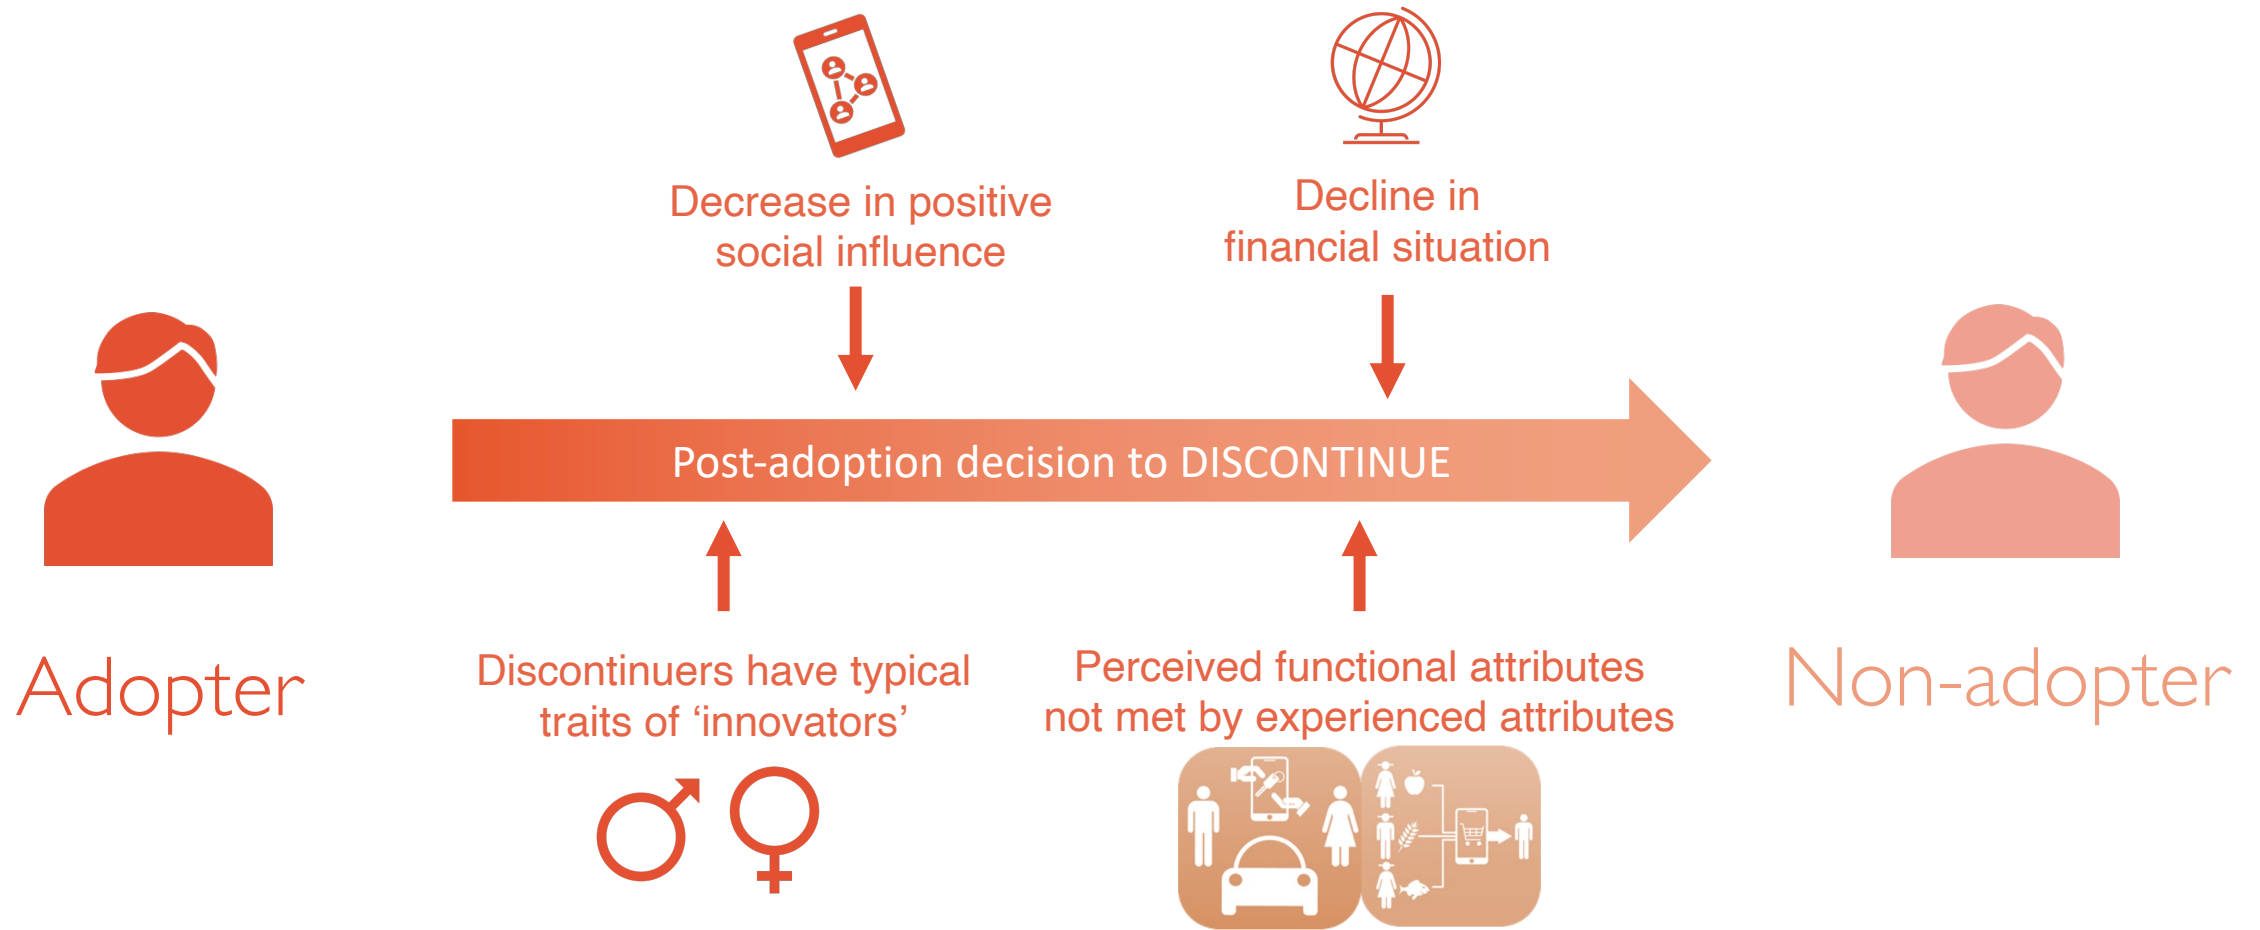 Decrease in positive
social influence
Decline in
financial situation
Post-adoption decision to DISCONTINUE
Adopter
Non-adopter
Discontinuers have typical
traits of ‘innovators’
Perceived functional attributes
not met by experienced attributes